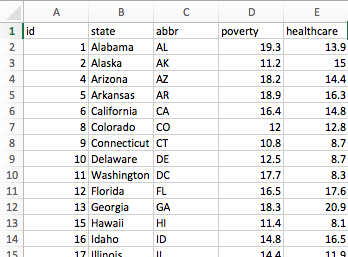 A B C D E
1 id state abbr poverty healthcare
2 1 Alabama AL 19.3 13.9
3 2 Alaska AK 11.2 15
4 4 Arizona AZ 18.2 14.4
5 5 Arkansas AR 18.9 16.3
6 6 California CA 16.4 14.8
7 8 Colorado CO 12 12.8
8 9 Connecticut CT 10.8 8.7
9 10 Delaware DE 12.5 8.7
10 11 Washington DC 17.7 8.3
11 12 Florida FL 16.5 17.6
12 13 Georgia GA 18.3 20.9
13 15 Hawaii HI 11.4 8.1
14 16 Idaho ID 14.8 16.5
15 17 Illinois IL 14.4 11.9